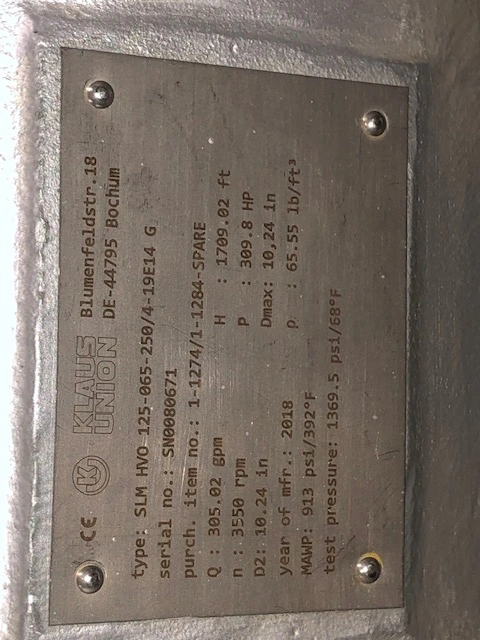 CE K KLAUS UNION Blumenfeldstr.18
DE-44795 Bochum
type: SLM HVO 125-065-250/4-19E14 G
serial no.: SN0080671
purch. item no.: 1-1274/1-1284-SPARE
Q : 305.02 gpm H : 1709.02 ft
n : 3550 rpm P : 309.8 HP
D2: 10.24 in Dmax: 10,24 in
year of mfr.: 2018 ρ : 65.55 lb/ft³
MAWP: 913 psi/392°F
test pressure: 1369.5 psi/68°F